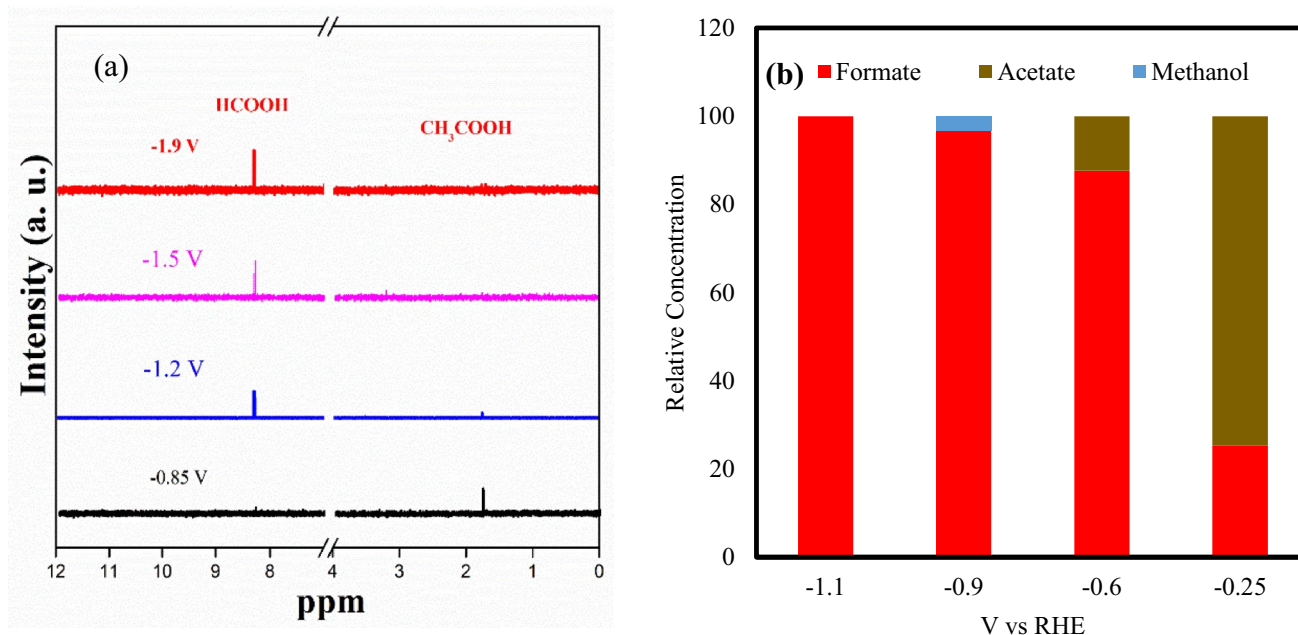 (a)
HCOOH
CH₃COOH
-1.9 V
-1.5 V
-1.2 V
-0.85 V
Intensity (a. u.)
12 11 10 9 8 4 3 2 1 0
ppm
(b) Formate Acetate Methanol
120
100
80
60
40
20
0
Relative Concentration
-1.1 -0.9 -0.6 -0.25
V vs RHE